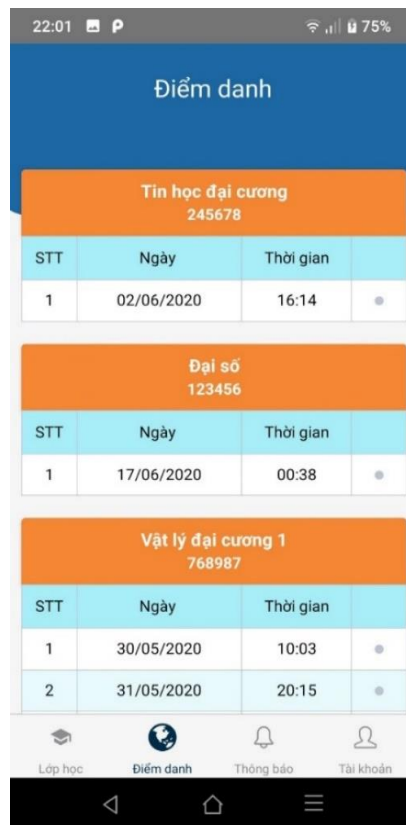 22:01 75%
Điểm danh
Tin học đại cương
245678
STT Ngày Thời gian
1 02/06/2020 16:14
Đại số
123456
STT Ngày Thời gian
1 17/06/2020 00:38
Vật lý đại cương 1
768987
STT Ngày Thời gian
1 30/05/2020 10:03
2 31/05/2020 20:15
Lớp học Điểm danh Thông báo Tài khoản